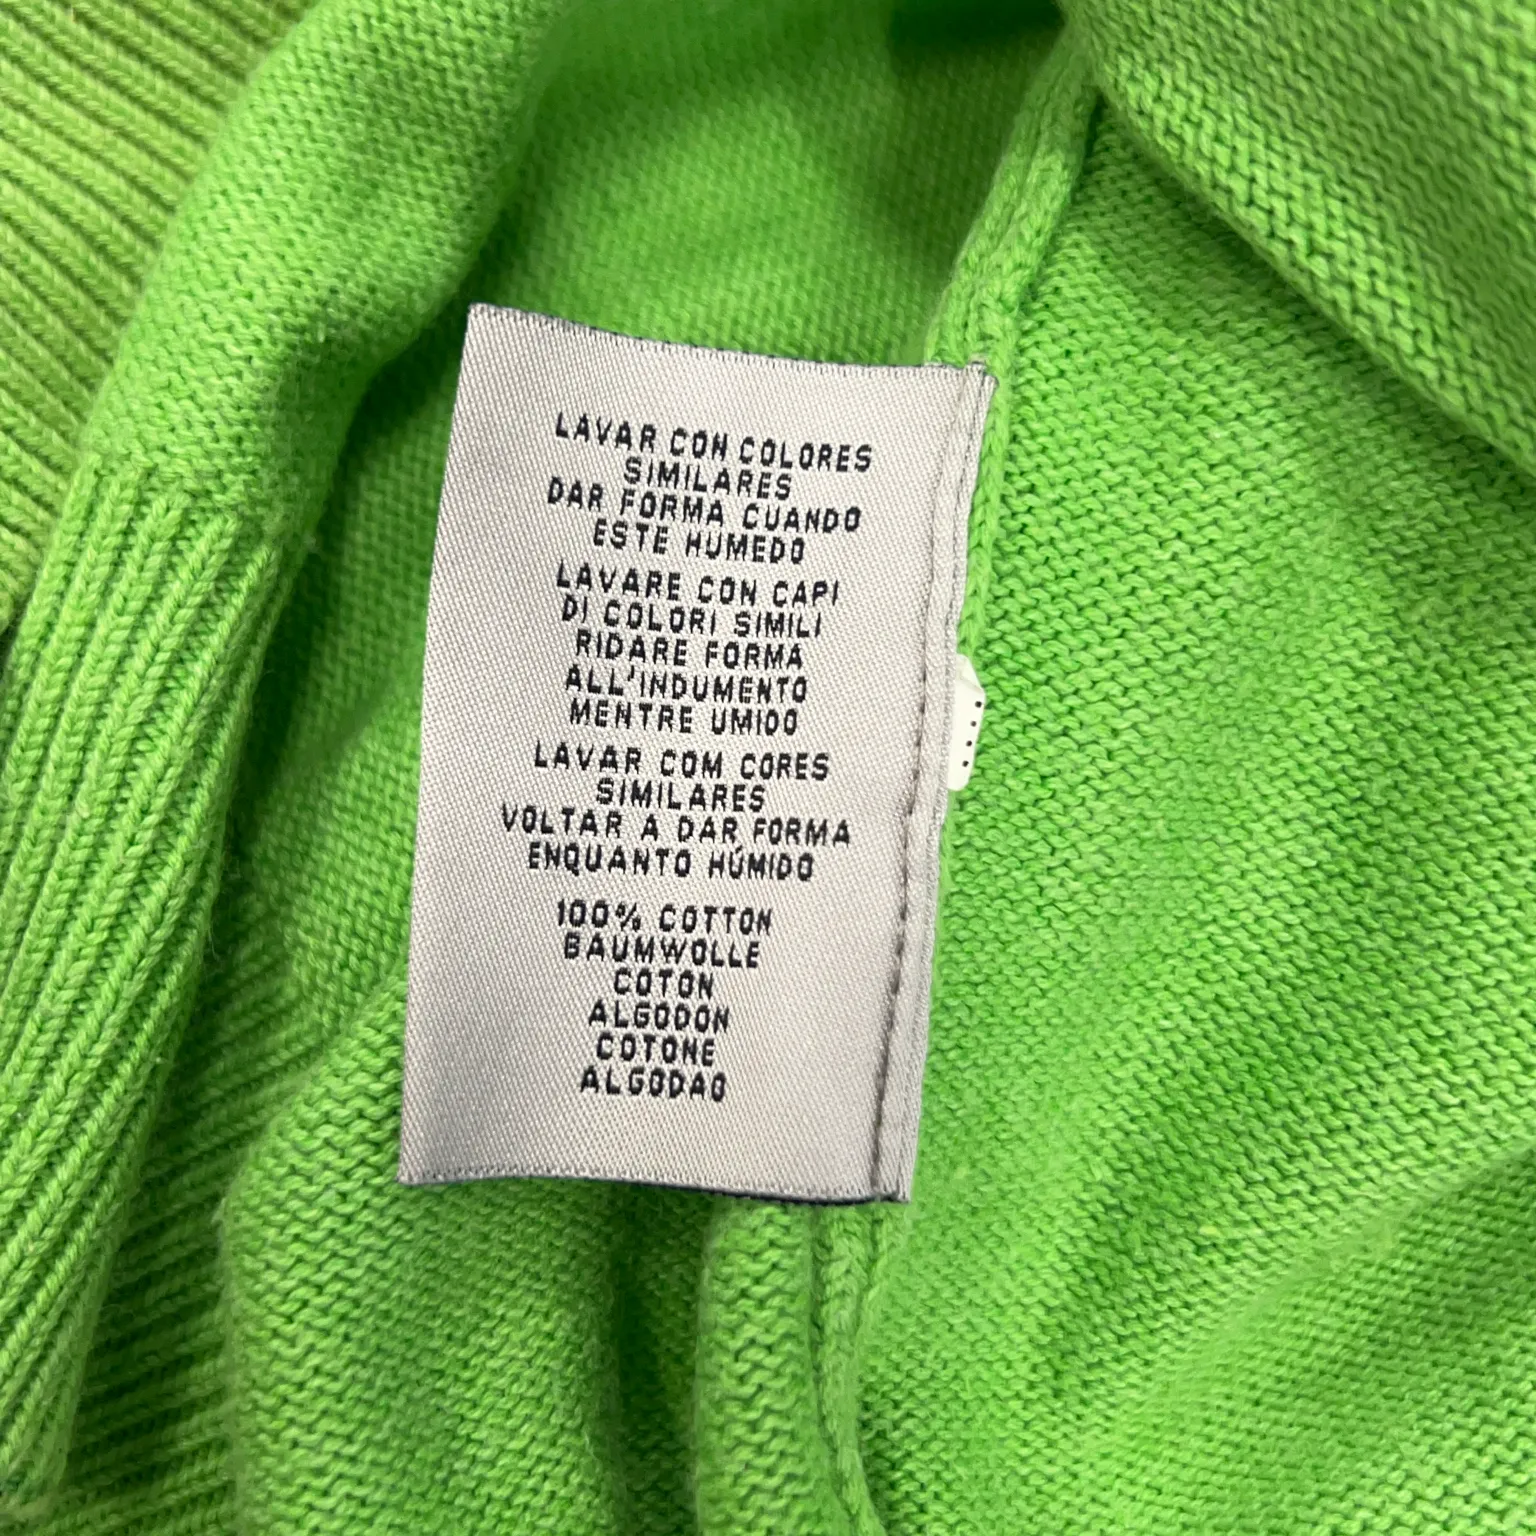 LAVAR CON COLORES
SIMILARES
DAR FORMA CUANDO
ESTE HUMEDO
LAVARE CON CAPI
DI COLORI SIMILI
RIDARE FORMA
ALL'INDUMENTO
MENTRE UMIDO
LAVAR COM CORES
SIMILARES
VOLTAR A DAR FORMA
ENQUANTO HÚMIDO
100% COTTON
BAUMWOLLE
COTON
ALGODON
COTONE
ALGODAO